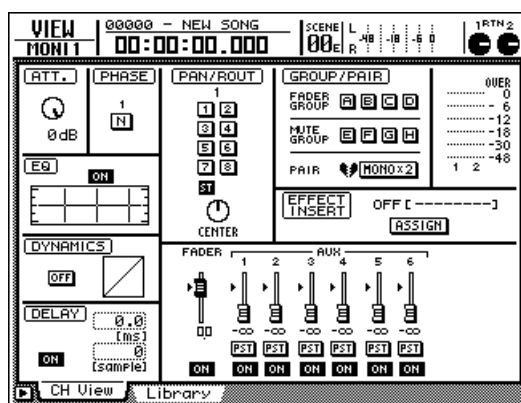 VIEW 00000 - NEW SONG SCENE L 1RTN2
MONI1 00:00:00.000 00E R -48 -18 -6 0
ATT. PHASE PAN/ROUT GROUP/PAIR OVER
0
1 1 FADER GROUP A B C D
N 1 2 - 6
0dB 3 4 MUTE GROUP E F G H -12
5 6 -18
7 8 PAIR MONO×2 -30
-48
1 2
EQ ON ST
CENTER
EFFECT INSERT OFF [----------]
ASSIGN
DYNAMICS FADER AUX
1 2 3 4 5 6
OFF
DELAY 0.0 -∞ -∞ -∞ -∞ -∞ -∞
[ms] PST PST PST PST PST PST
0
ON [sample] ON ON ON ON ON ON ON
CH View Library